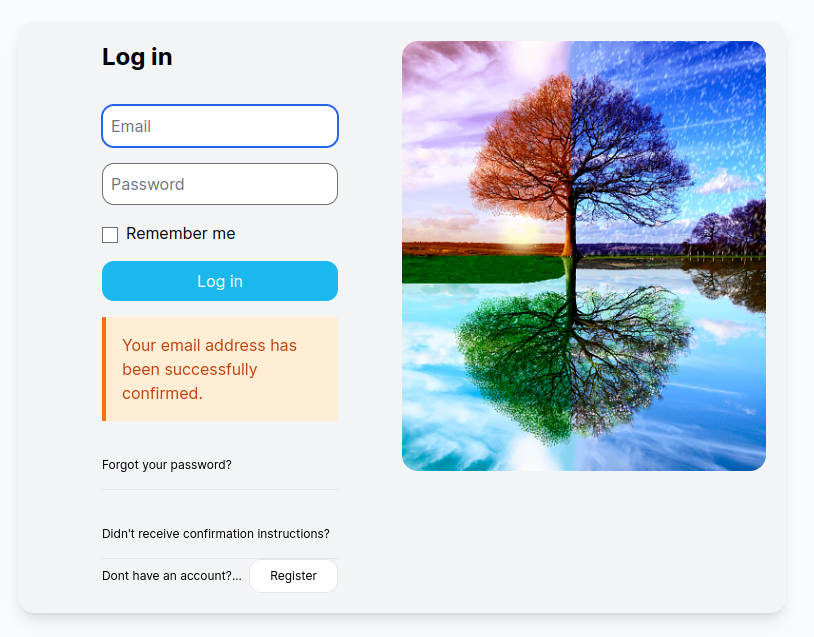 Log in
Email
Password
Remember me
Log in
Your email address has
been successfully
confirmed.
Forgot your password?
Didn't receive confirmation instructions?
Dont have an account?... Register